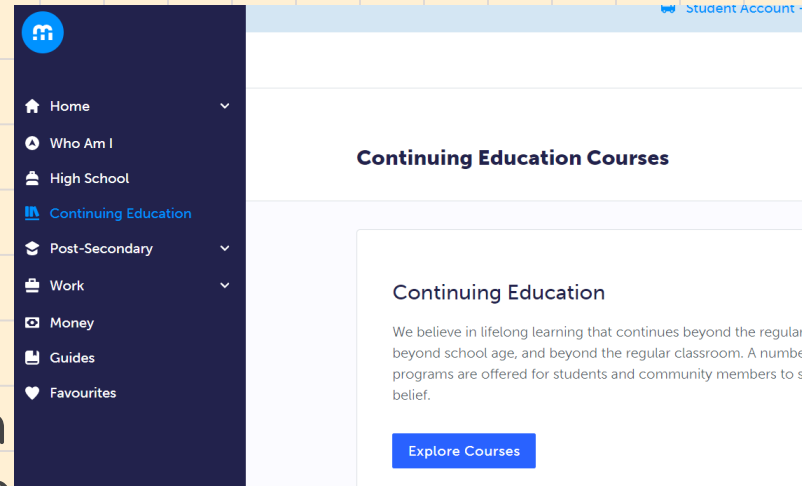 Student Account
Home
Who Am I
High School
Continuing Education
Post-Secondary
Work
Money
Guides
Favourites
Continuing Education Courses
Continuing Education
We believe in lifelong learning that continues beyond the regular
beyond school age, and beyond the regular classroom. A
programs are offered for students and community members to
belief.
Explore Courses